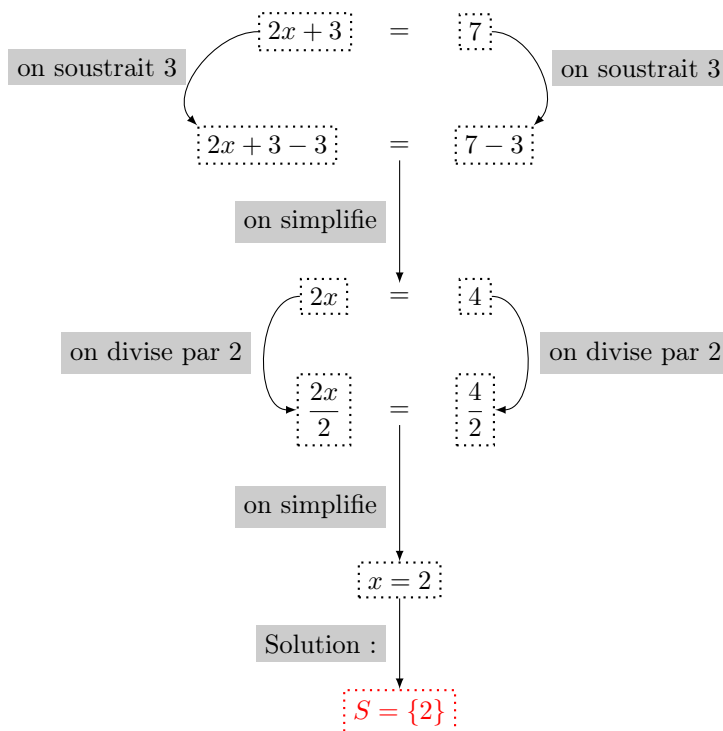 2x + 3 = 7
on soustrait 3 on soustrait 3
2x + 3 − 3 = 7 − 3
on simplifie
2x = 4
on divise par 2 on divise par 2
2x/2 = 4/2
on simplifie
x = 2
Solution :
S = {2}